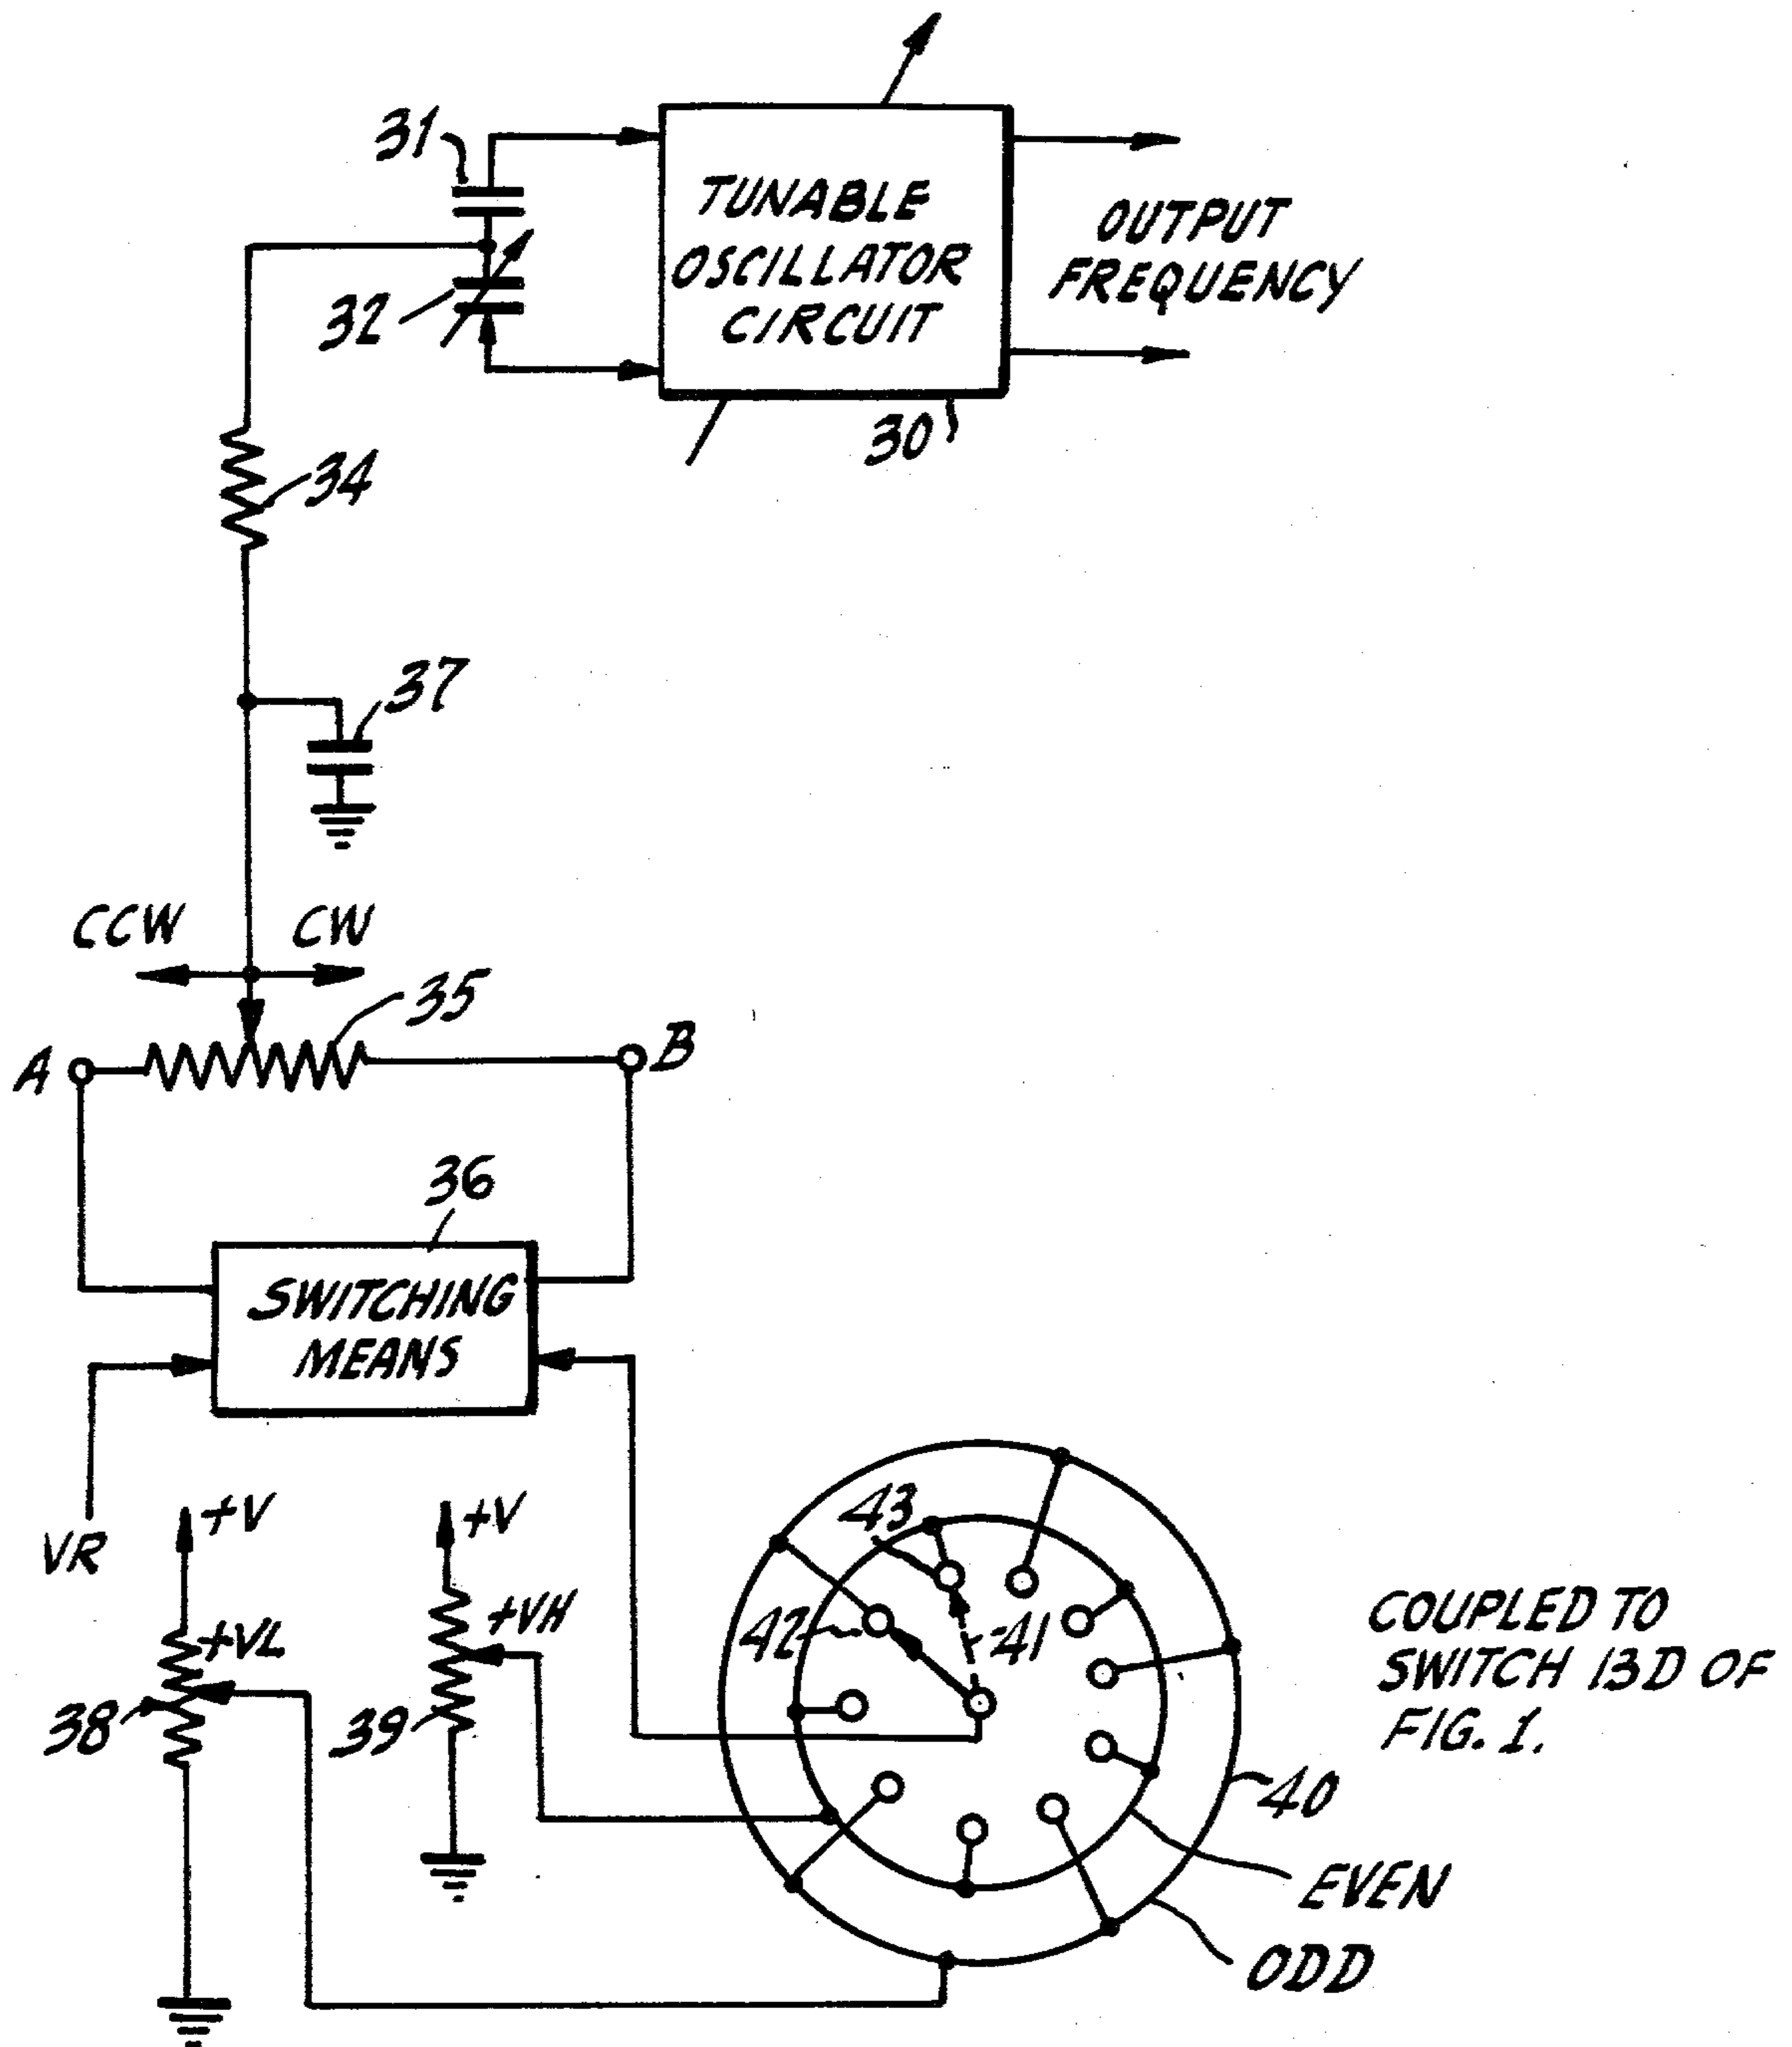 31
TUNABLE
OSCILLATOR
CIRCUIT
OUTPUT
FREQUENCY
32
30
34
37
CCW
CW
35
A
B
36
SWITCHING
MEANS
VR
+V
+V
+VL
+VH
38
39
43
42
41
COUPLED TO
SWITCH 13D OF
FIG. 1.
40
EVEN
ODD